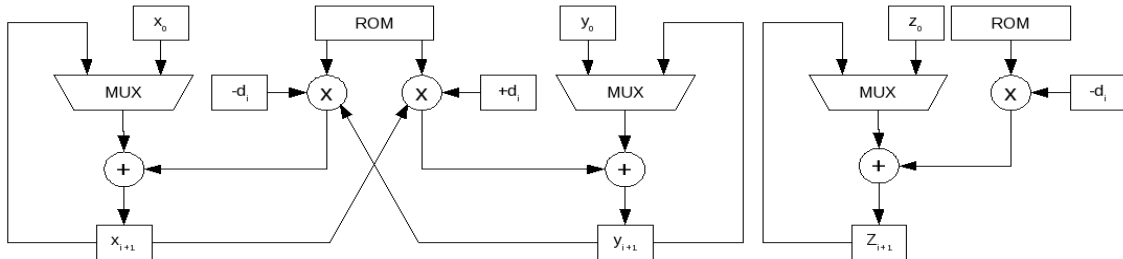 x₀
ROM
y₀
z₀
ROM
MUX
-dᵢ
X
X
+dᵢ
MUX
MUX
X
-dᵢ
+
+
+
xᵢ₊₁
yᵢ₊₁
Zᵢ₊₁